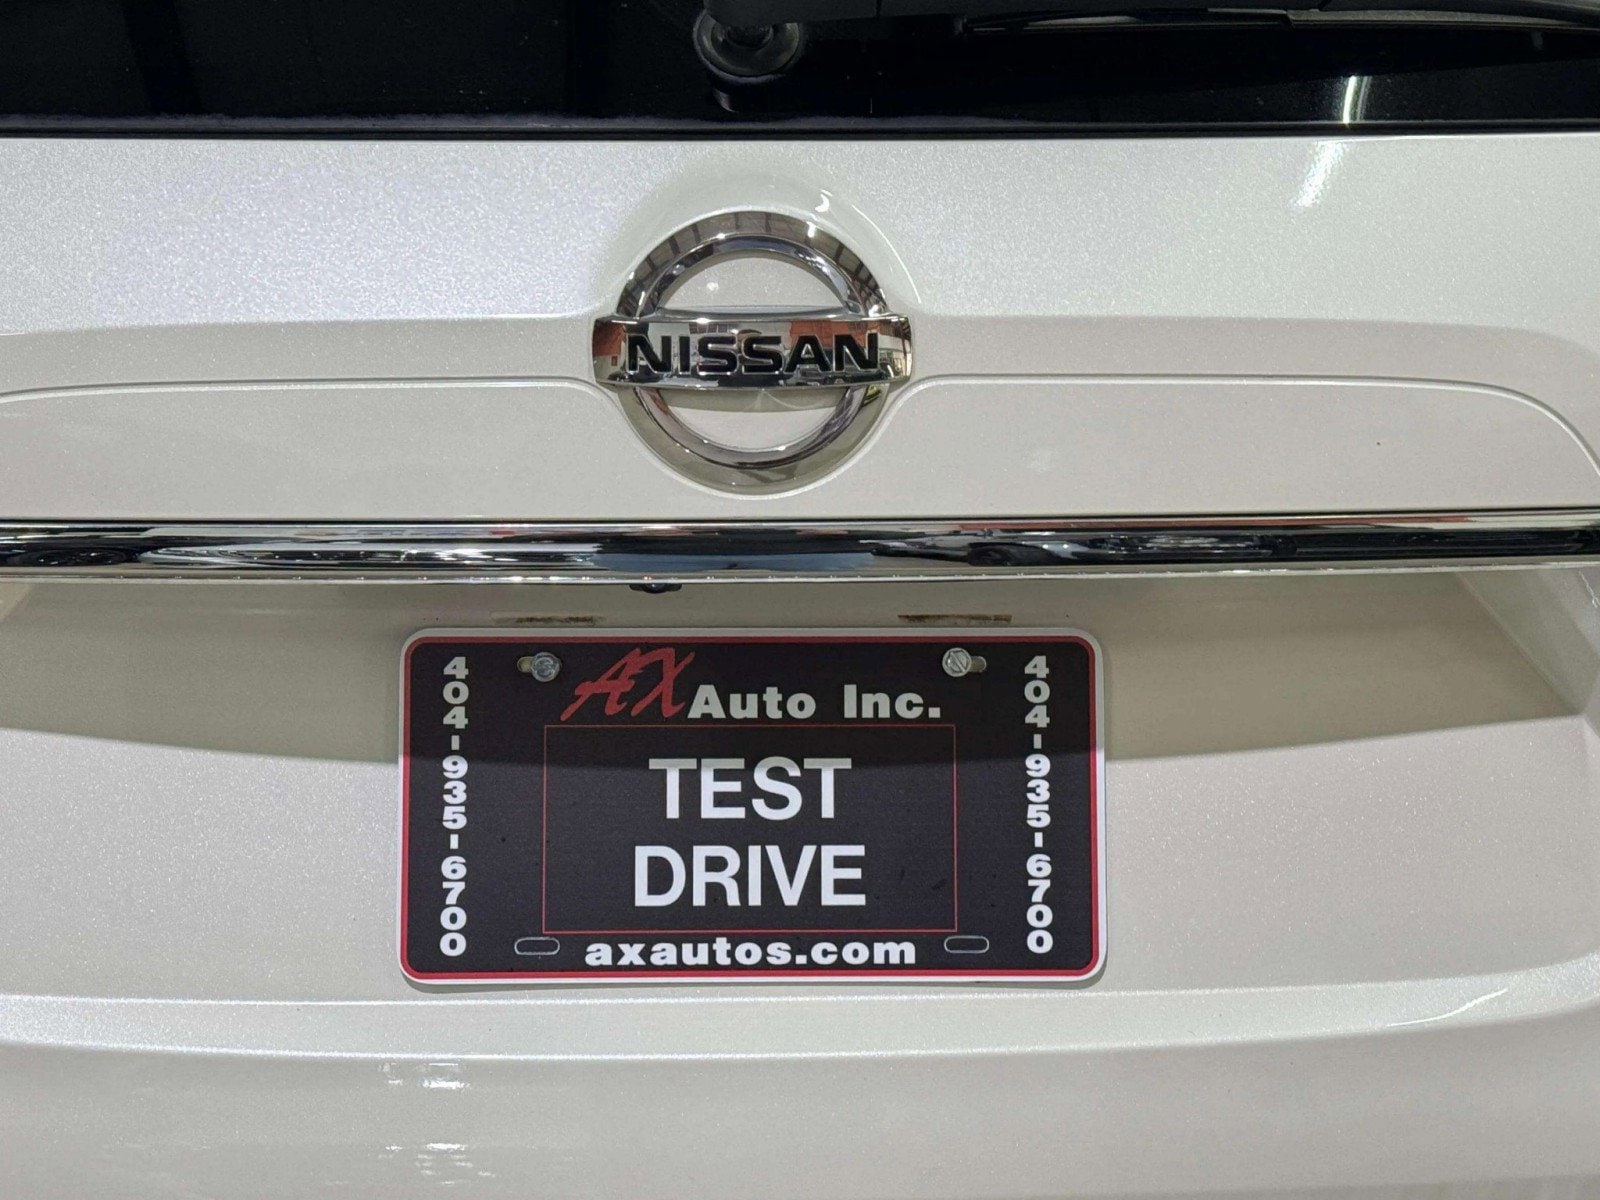 NISSAN
AX Auto Inc.
404-935-6700
TEST
DRIVE
404-935-6700
axautos.com